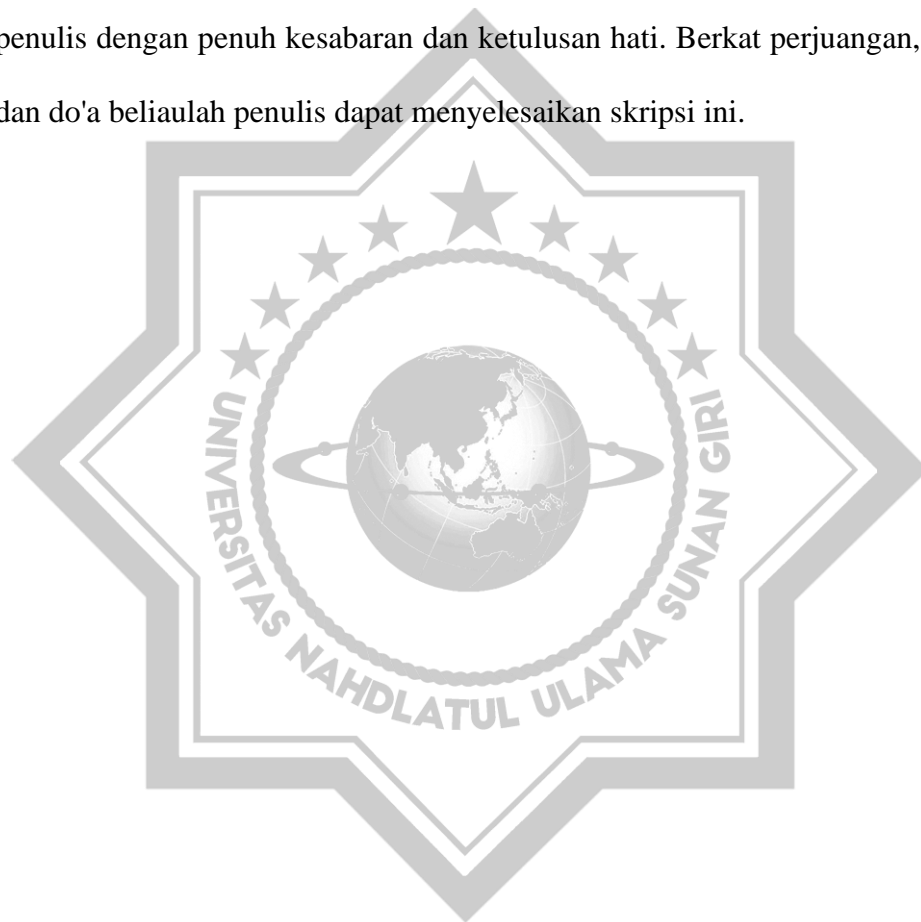 penulis dengan penuh kesabaran dan ketulusan hati. Berkat perjuangan,
dan do'a beliaulah penulis dapat menyelesaikan skripsi ini.
UNIVERSITAS NAHDLATUL ULAMA SUNAN GIRI